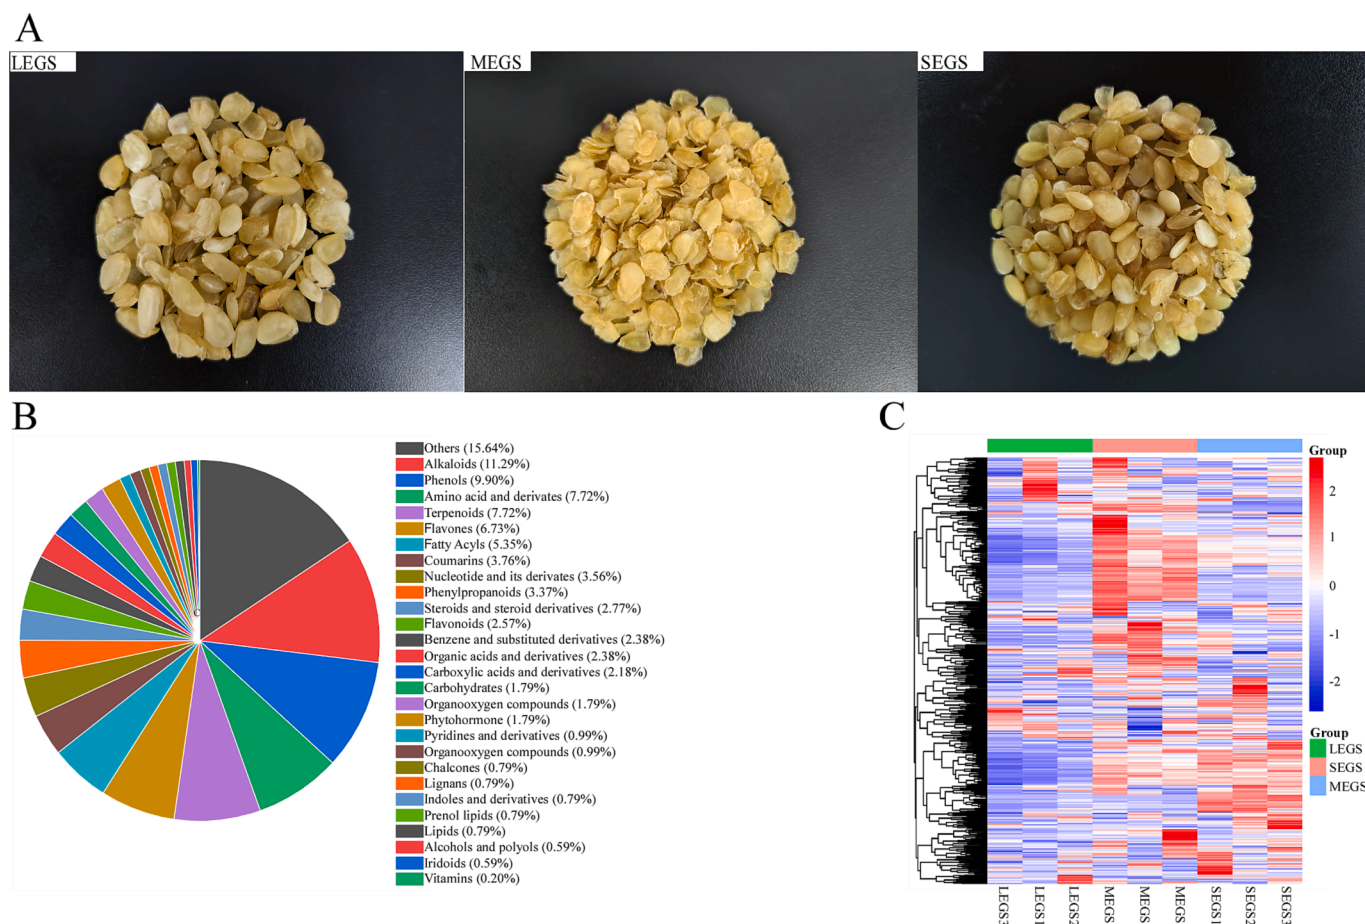 A
LEGS
MEGS
SEGS
B
Others (15.64%)
Alkaloids (11.29%)
Phenols (9.90%)
Amino acid and derivates (7.72%)
Terpenoids (7.72%)
Flavones (6.73%)
Fatty Acyls (5.35%)
Coumarins (3.76%)
Nucleotide and its derivates (3.56%)
Phenylpropanoids (3.37%)
Steroids and steroid derivatives (2.77%)
Flavonoids (2.57%)
Benzene and substituted derivatives (2.38%)
Organic acids and derivatives (2.38%)
Carboxylic acids and derivatives (2.18%)
Carbohydrates (1.79%)
Organooxygen compounds (1.79%)
Phytohormone (1.79%)
Pyridines and derivatives (0.99%)
Organooxygen compounds (0.99%)
Chalcones (0.79%)
Lignans (0.79%)
Indoles and derivatives (0.79%)
Prenol lipids (0.79%)
Lipids (0.79%)
Alcohols and polyols (0.59%)
Iridoids (0.59%)
Vitamins (0.20%)
C
Group
2
1
0
-1
-2
Group
LEGS
SEGS
MEGS
LEGS3
LEGS1
LEGS2
MEGS
MEGS
MEGS
SEGS1
SEGS2
SEGS3